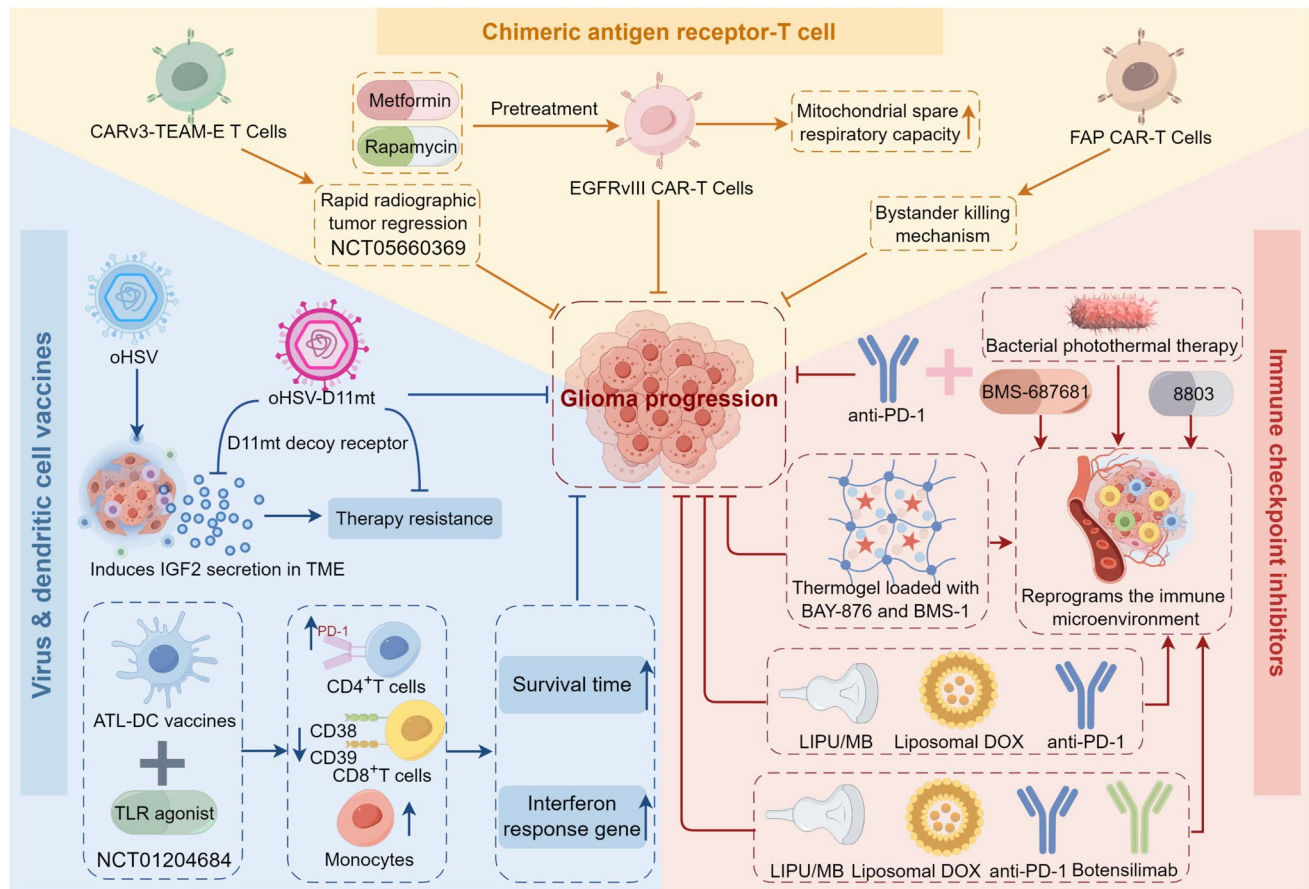 Chimeric antigen receptor-T cell
CARv3-TEAM-E T Cells
Metformin
Rapamycin
Pretreatment
EGFRvIII CAR-T Cells
Mitochondrial spare
respiratory capacity
FAP CAR-T Cells
Rapid radiographic
tumor regression
NCT05660369
Bystander killing
mechanism
Virus & dendritic cell vaccines
oHSV
oHSV-D11mt
D11mt decoy receptor
Therapy resistance
Induces IGF2 secretion in TME
ATL-DC vaccines
TLR agonist
NCT01204684
PD-1
CD4⁺T cells
CD38
CD39
CD8⁺T cells
Monocytes
Survival time
Interferon
response gene
Glioma progression
Immune checkpoint inhibitors
anti-PD-1
Bacterial photothermal therapy
BMS-687681
8803
Thermogel loaded with
BAY-876 and BMS-1
Reprograms the immune
microenvironment
LIPU/MB
Liposomal DOX
anti-PD-1
LIPU/MB
Liposomal DOX
anti-PD-1
Botensilimab